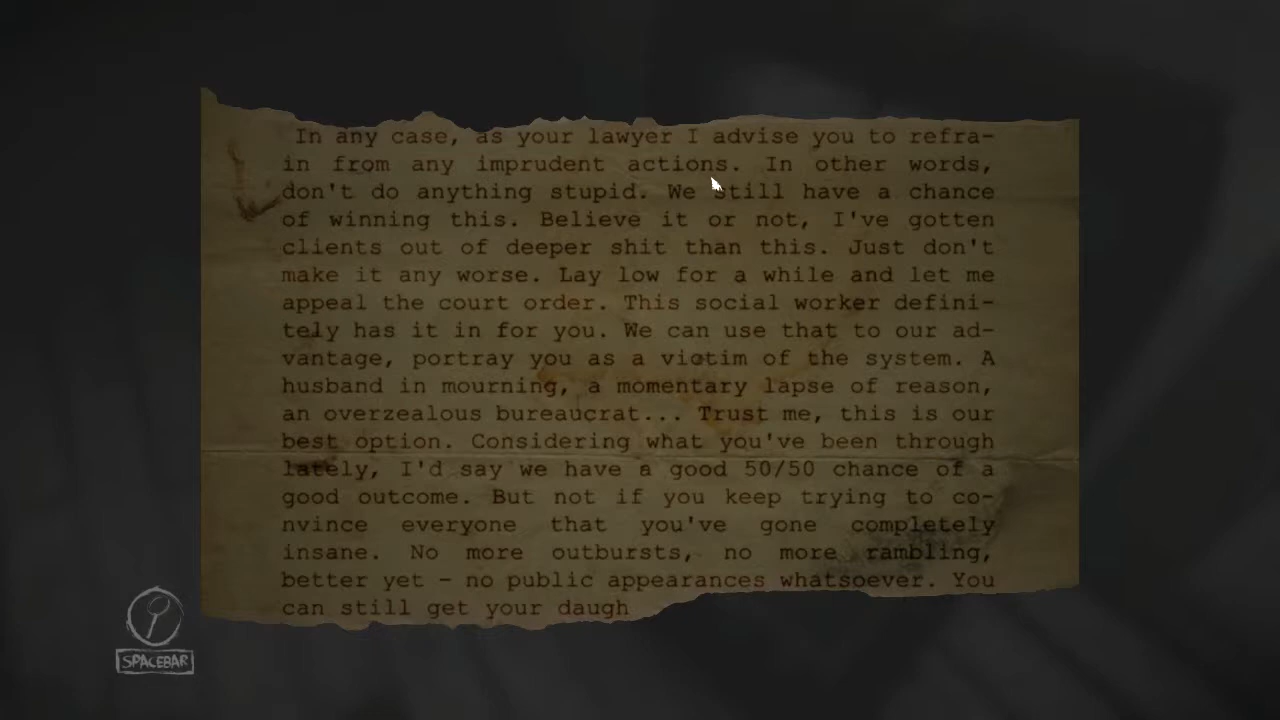 In any case, as your lawyer I advise you to refra-
in from any imprudent actions. In other words,
don't do anything stupid. We still have a chance
of winning this. Believe it or not, I've gotten
clients out of deeper shit than this. Just don't
make it any worse. Lay low for a while and let me
appeal the court order. This social worker defini-
tely has it in for you. We can use that to our ad-
vantage, portray you as a victim of the system. A
husband in mourning, a momentary lapse of reason,
an overzealous bureaucrat... Trust me, this is our
best option. Considering what you've been through
lately, I'd say we have a good 50/50 chance of a
good outcome. But not if you keep trying to co-
nvince everyone that you've gone completely
insane. No more outbursts, no more rambling,
better yet - no public appearances whatsoever. You
can still get your daugh
SPACEBAR